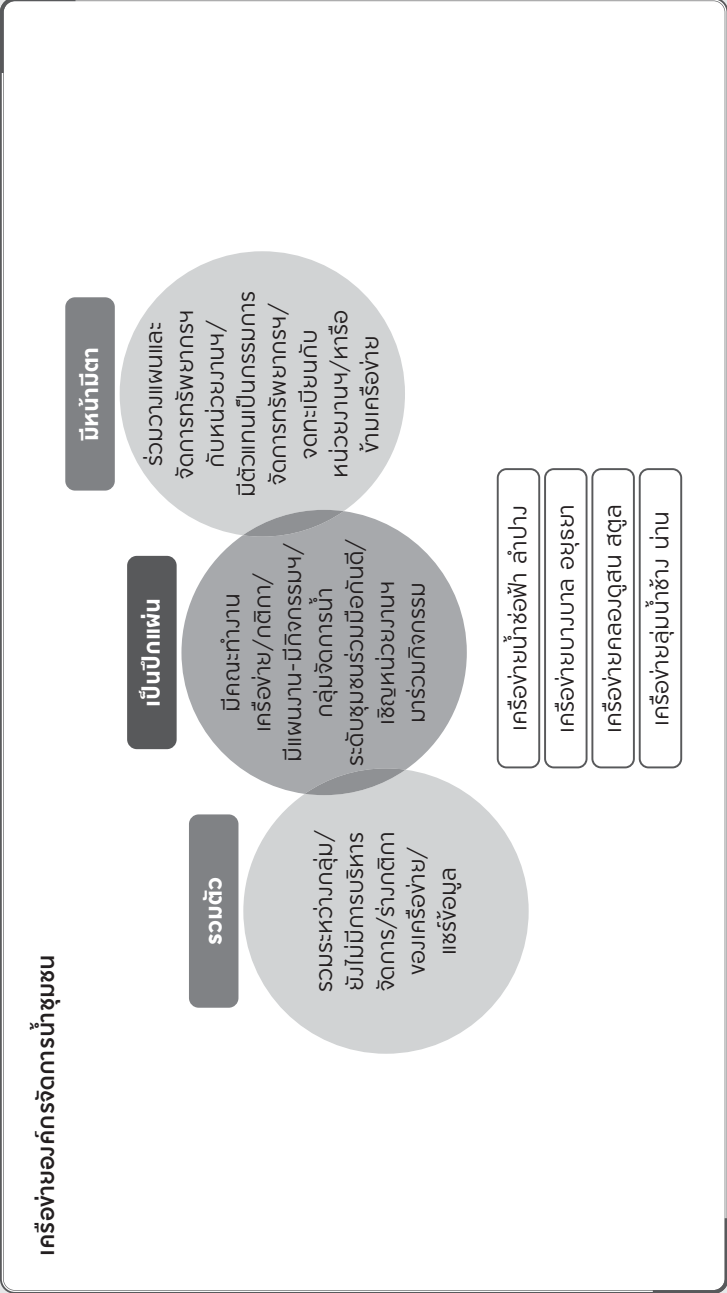 เครือข่ายองค์กรจัดการน้ำชุมชน
รวมตัว
รวมระหว่างกลุ่ม/
ยังไม่มีการบริหาร
จัดการ/ร่างกติกา
ของเครือข่าย/
แชร์ข้อมูล
เป็นปึกแผ่น
มีคณะทำงาน
เครือข่าย/กติกา/
มีแผนงาน-มีกิจกรรมฯ/
กลุ่มจัดการน้ำ
ระดับชุมชนร่วมมือกันดี/
เชิญหน่วยงานฯ
มาร่วมกิจกรรม
มีหน้ามีตา
ร่วมวางแผนและ
จัดการทรัพยากรฯ
กับหน่วยงานฯ/
มีตัวแทนเป็นกรรมการ
จัดการทรัพยากรฯ/
จดทะเบียนกับ
หน่วยงานฯ/หารือ
ข้ามเครือข่าย
เครือข่ายน้ำช่อฟ้า ลำปาง
เครือข่ายบางบาล อยุธยา
เครือข่ายคลองดุสน สตูล
เครือข่ายลุ่มน้ำช้าง น่าน